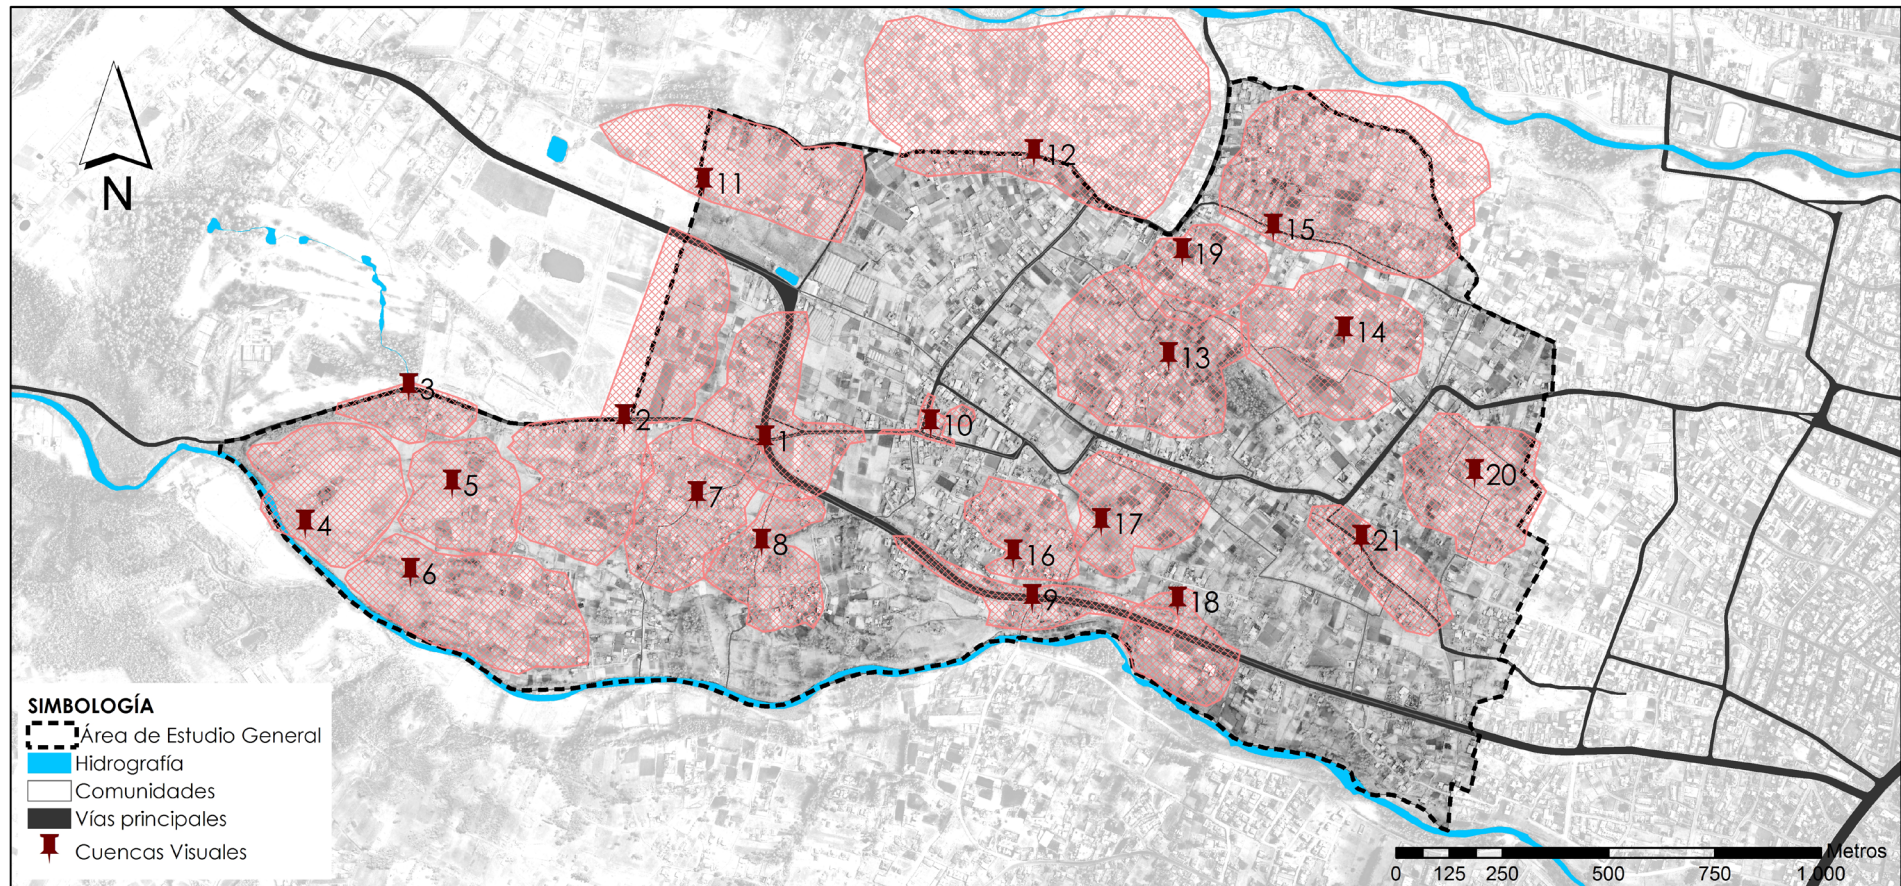 12
11
15
19
14
13
3
2
10
1
20
5
7
17
4
21
8
16
6
9
18
N
SIMBOLOGÍA
Área de Estudio General
Hidrografía
Comunidades
Vías principales
Cuencas Visuales
Metros
0 125 250 500 750 1.000